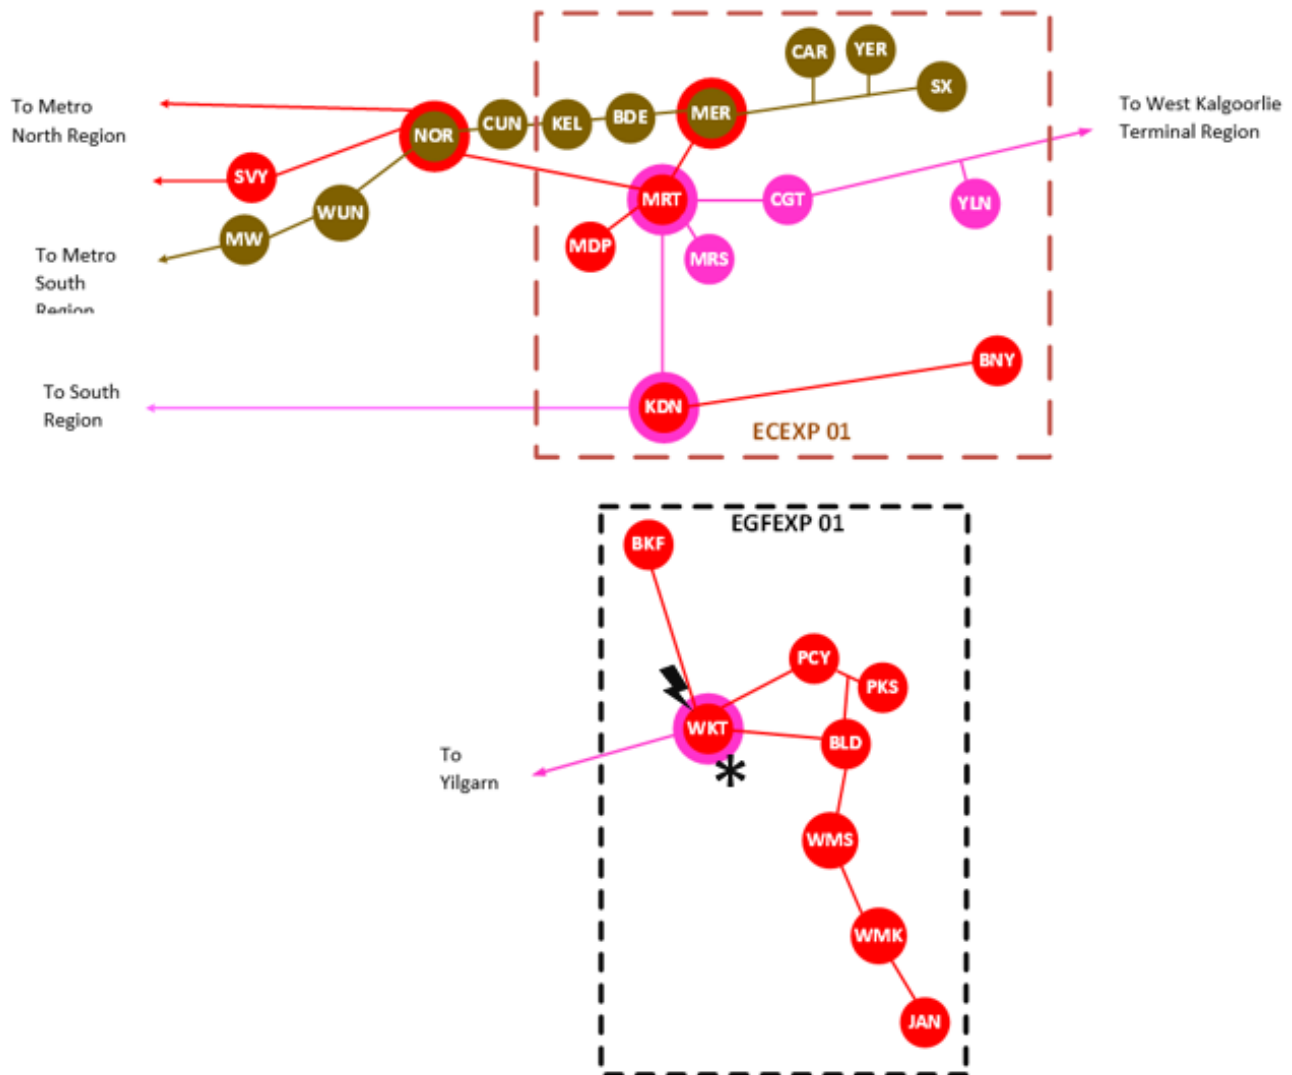 CAR
YER
SX
To Metro
North Region
NOR
CUN
KEL
BDE
MER
To West Kalgoorlie
Terminal Region
SVY
WUN
MW
MRT
CGT
YLN
MDP
MRS
To Metro
South
Region
BNY
To South
Region
KDN
ECEXP 01
EGFEXP 01
BKF
PCY
PKS
WKT
BLD
*
To
Yilgarn
WMS
WMK
JAN